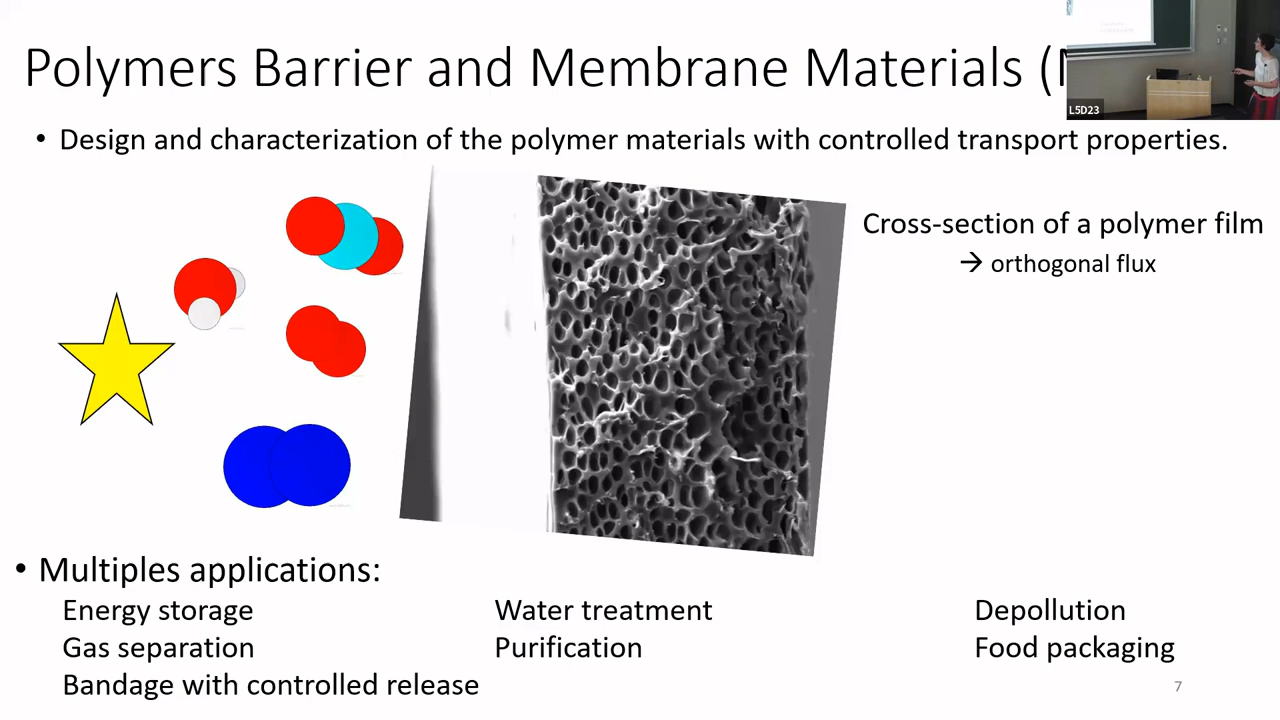 Polymers Barrier and Membrane Materials (
L5D23
• Design and characterization of the polymer materials with controlled transport properties.
Cross-section of a polymer film
→ orthogonal flux
• Multiples applications:
Energy storage
Water treatment
Depollution
Gas separation
Purification
Food packaging
Bandage with controlled release
7